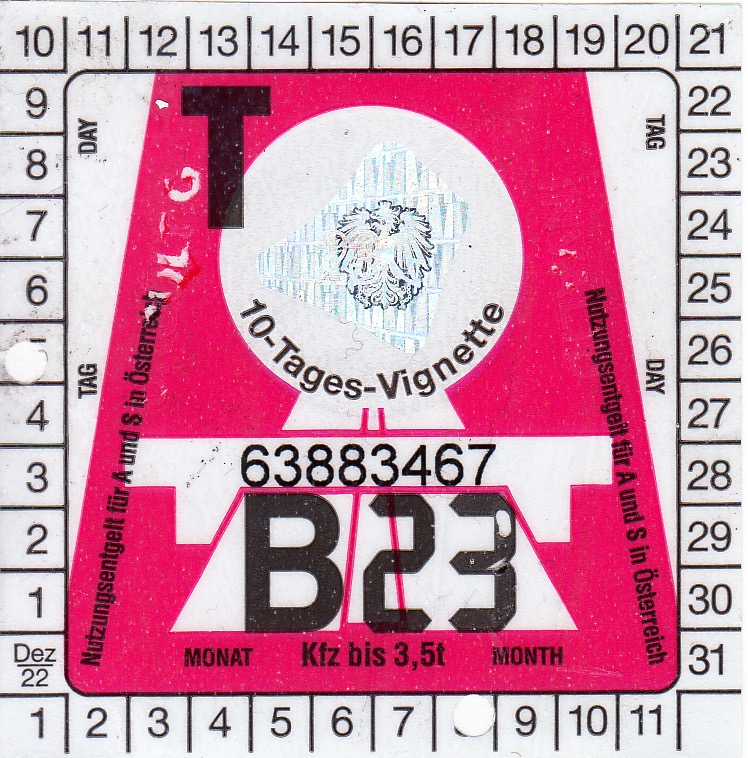 10 11 12 13 14 15 16 17 18 19 20 21
9 DAY T TAG 22
8 23
7 24
6 25
10-Tages-Vignette
TAG DAY 26
4 27
3 63883467 28
2 B23 29
1 30
Nutzungsentgelt für A und S in Österreich
Nutzungsentgelt für A und S in Österreich
Dez 22 MONAT Kfz bis 3,5t MONTH 31
1 2 3 4 5 6 7 9 10 11